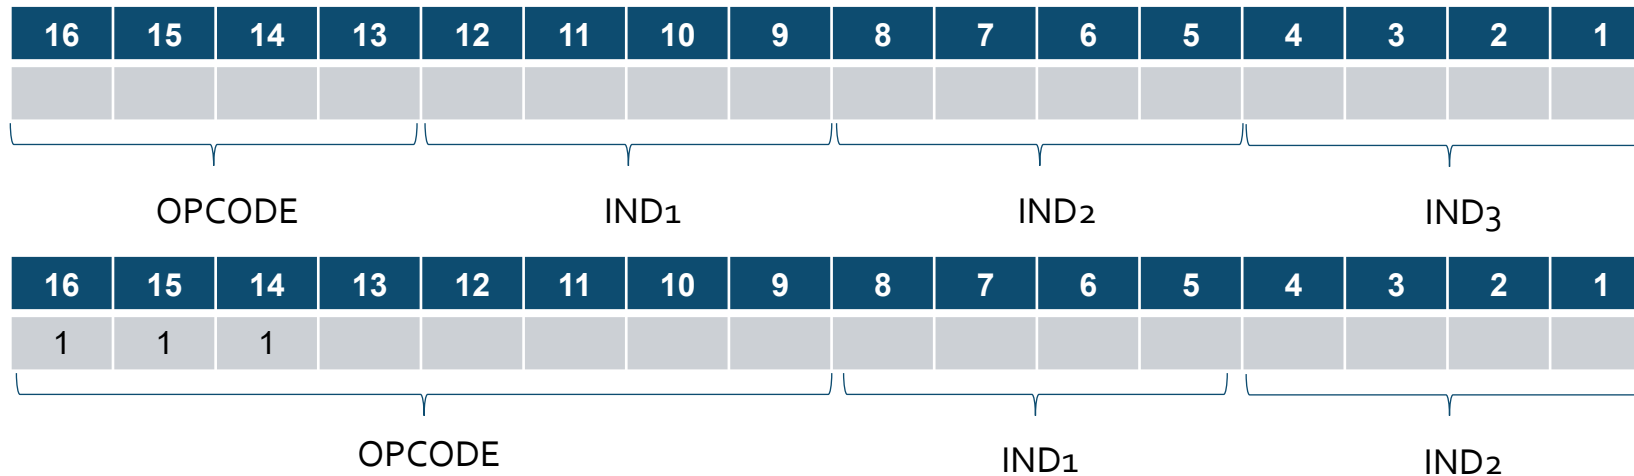 16 15 14 13 12 11 10 9 8 7 6 5 4 3 2 1
OPCODE IND1 IND2 IND3
16 15 14 13 12 11 10 9 8 7 6 5 4 3 2 1
1 1 1
OPCODE IND1 IND2